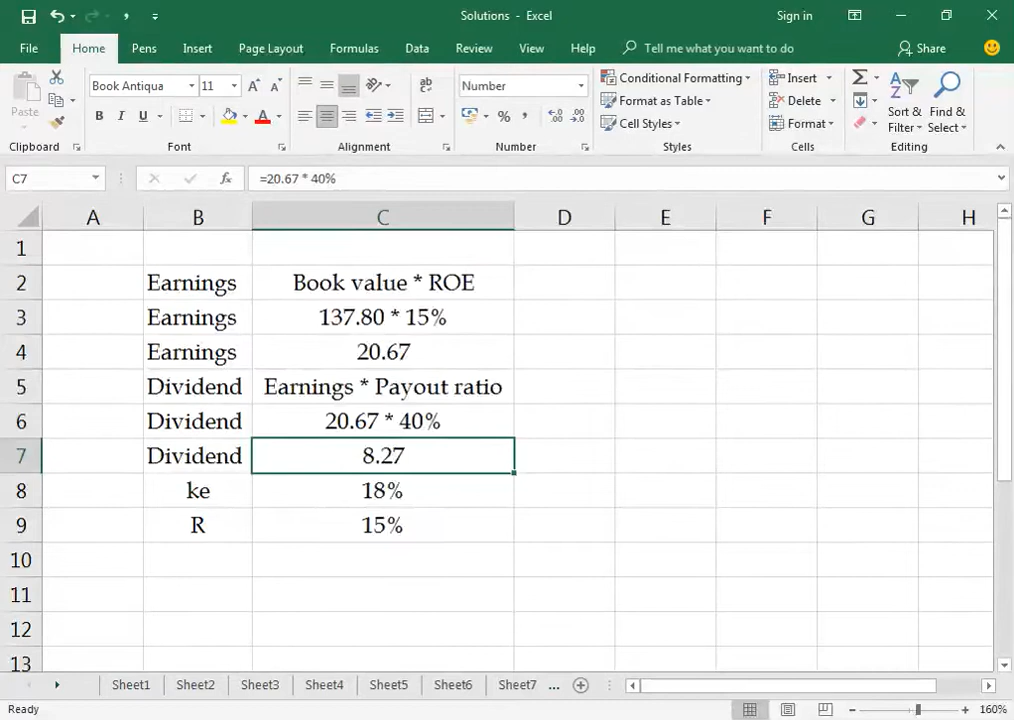 Solutions - Excel
Sign in
File Home Pens Insert Page Layout Formulas Data Review View Help Tell me what you want to do Share
Paste
Book Antiqua 11
B I U
Number
Conditional Formatting
Format as Table
Cell Styles
Insert
Delete
Format
Sort & Filter
Find & Select
Clipboard Font Alignment Number Styles Cells Editing
C7 fx =20.67 * 40%
A B C D E F G H
1
2 Earnings Book value * ROE
3 Earnings 137.80 * 15%
4 Earnings 20.67
5 Dividend Earnings * Payout ratio
6 Dividend 20.67 * 40%
7 Dividend 8.27
8 ke 18%
9 R 15%
10
11
12
13
Sheet1 Sheet2 Sheet3 Sheet4 Sheet5 Sheet6 Sheet7 ...
Ready 160%